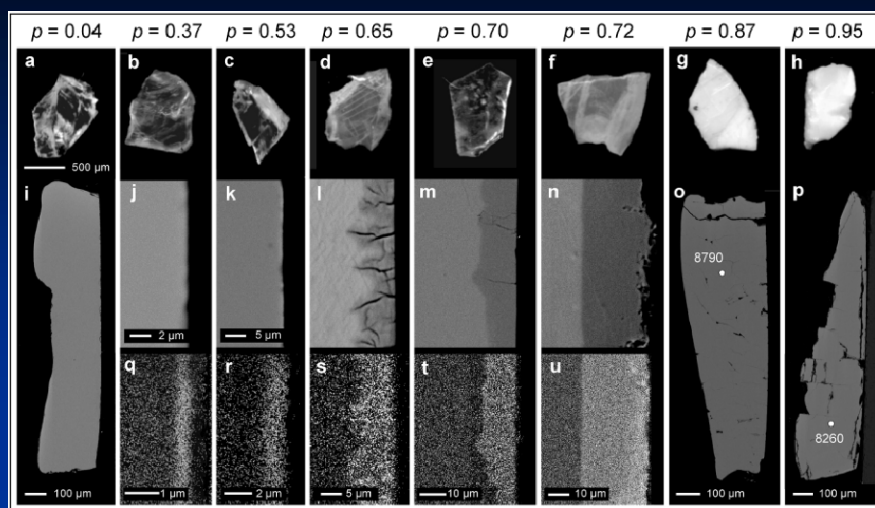 p = 0.04 p = 0.37 p = 0.53 p = 0.65 p = 0.70 p = 0.72 p = 0.87 p = 0.95
a b c d e f g h
500 µm
i j k l m n o p
8790
2 µm 5 µm
q r s t u
8260
100 µm 1 µm 2 µm 5 µm 10 µm 10 µm 100 µm 100 µm